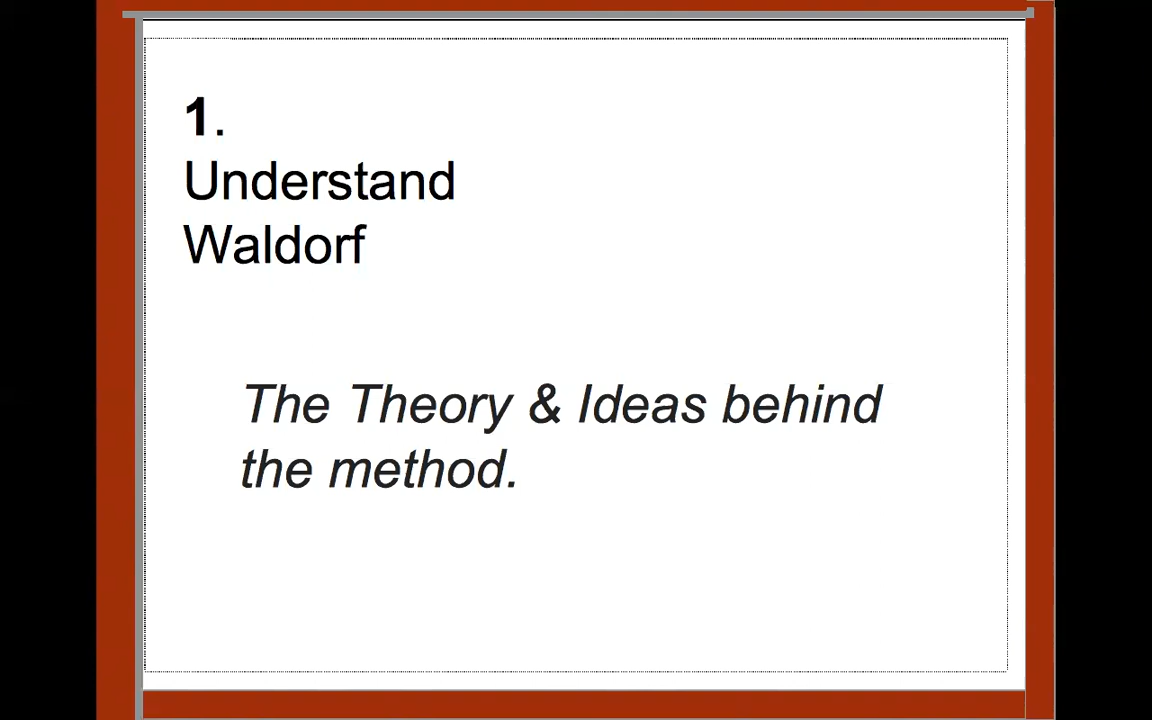 1.
Understand
Waldorf
The Theory & Ideas behind
the method.